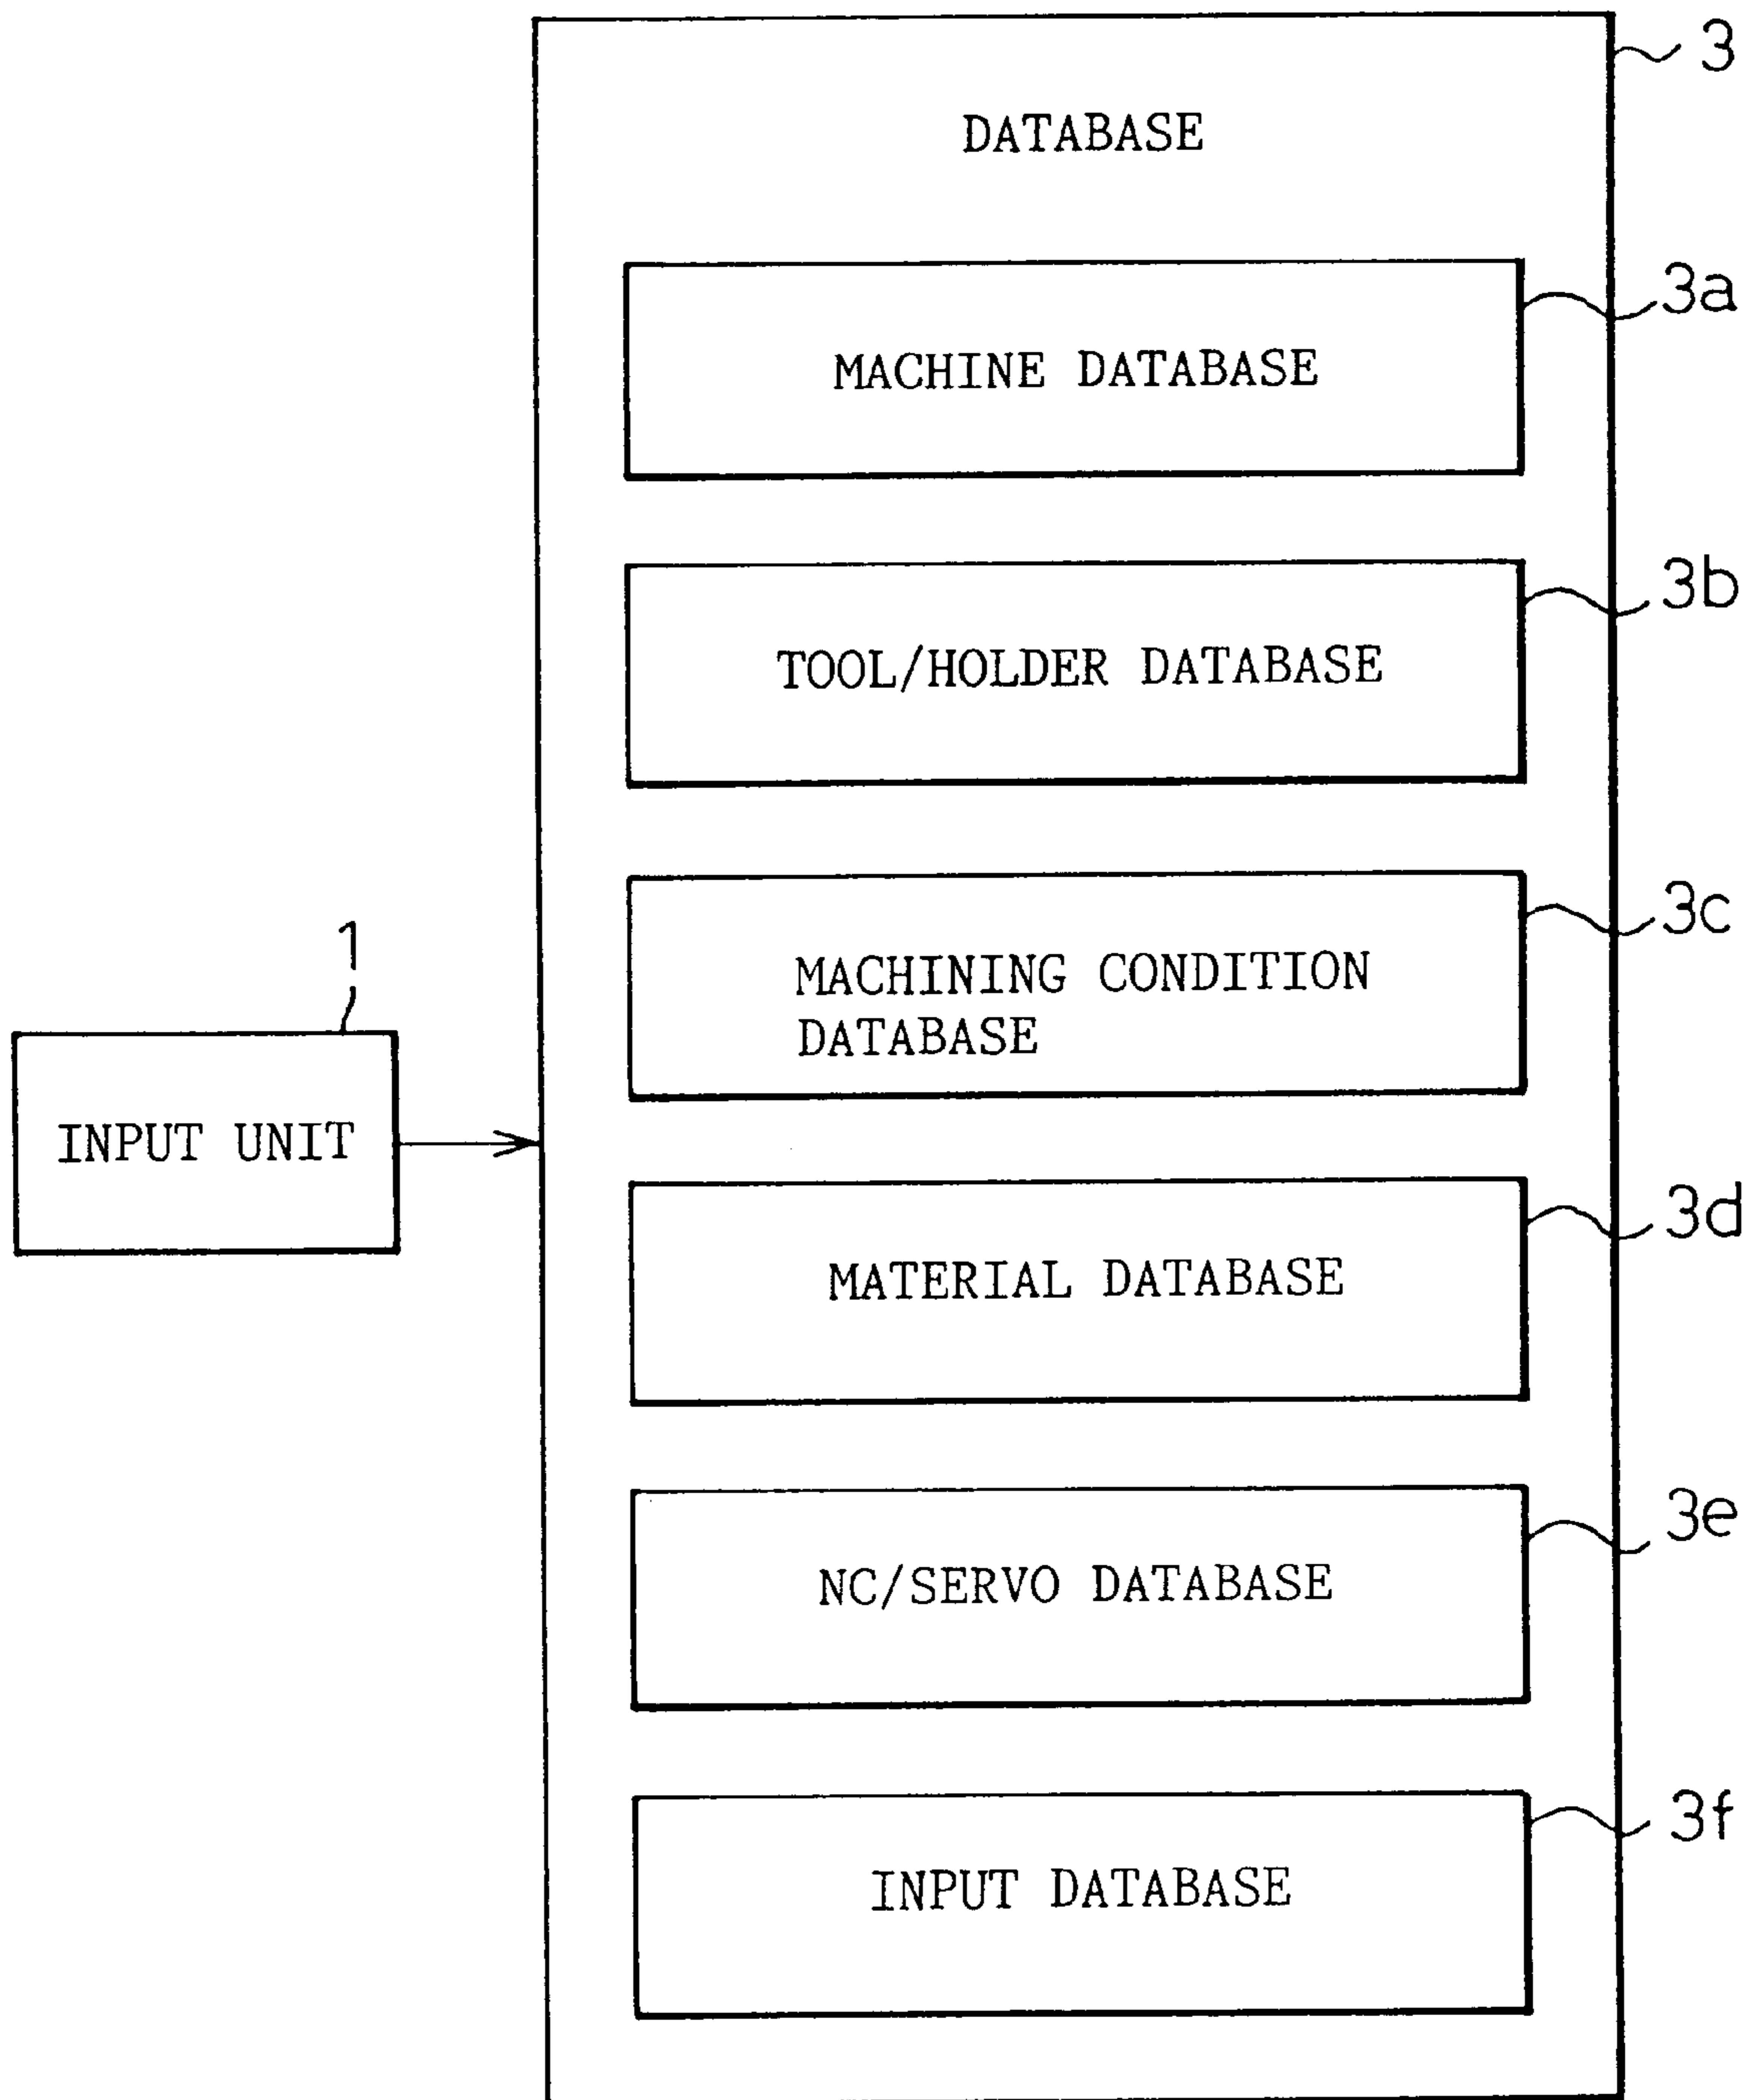 3
DATABASE
3a
MACHINE DATABASE
3b
TOOL/HOLDER DATABASE
3c
MACHINING CONDITION
DATABASE
1
INPUT UNIT
3d
MATERIAL DATABASE
3e
NC/SERVO DATABASE
3f
INPUT DATABASE